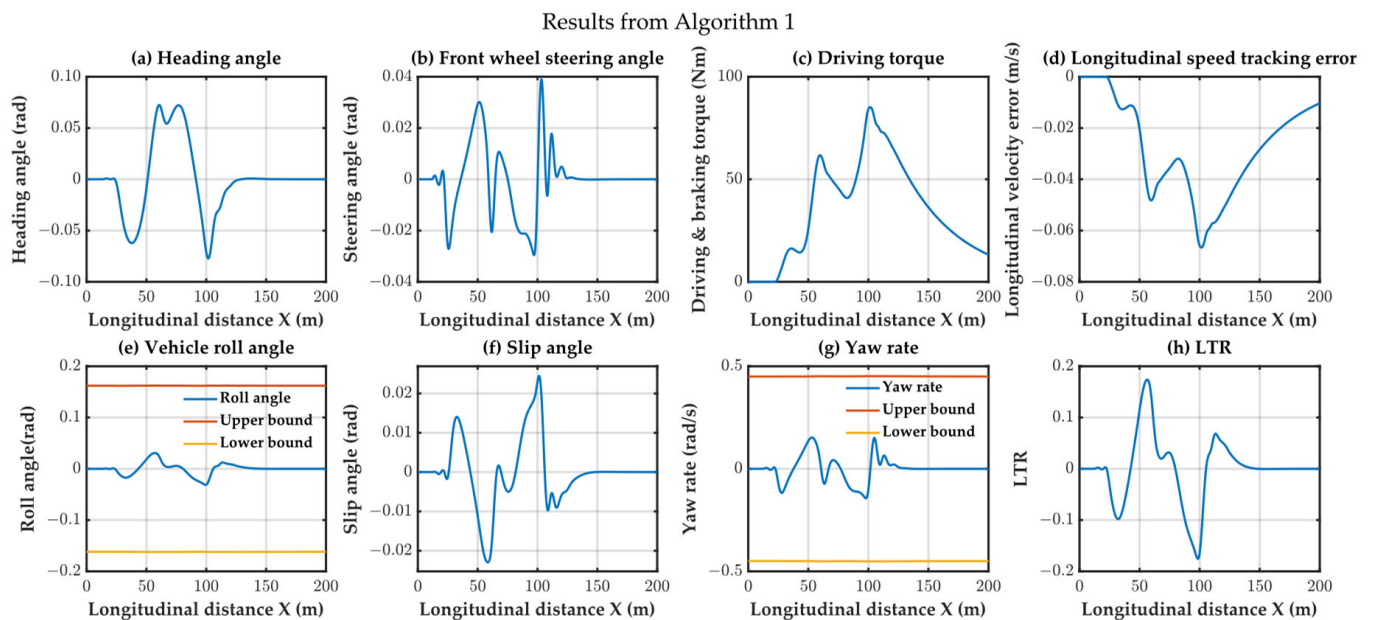 Results from Algorithm 1
(a) Heading angle
Heading angle (rad)
0.10
0.05
0
−0.05
−0.10
0 50 100 150 200
Longitudinal distance X (m)
(b) Front wheel steering angle
Steering angle (rad)
0.04
0.02
0
−0.02
−0.04
0 50 100 150 200
Longitudinal distance X (m)
(c) Driving torque
Driving & braking torque (Nm)
100
50
0
0 50 100 150 200
Longitudinal distance X (m)
(d) Longitudinal speed tracking error
Longitudinal velocity error (m/s)
0
−0.02
−0.04
−0.06
−0.08
0 50 100 150 200
Longitudinal distance X (m)
(e) Vehicle roll angle
Roll angle(rad)
0.2
0.1
0
−0.1
−0.2
Roll angle
Upper bound
Lower bound
0 50 100 150 200
Longitudinal distance X (m)
(f) Slip angle
Slip angle (rad)
0.02
0.01
0
−0.01
−0.02
0 50 100 150 200
Longitudinal distance X (m)
(g) Yaw rate
Yaw rate (rad/s)
0.5
0
−0.5
Yaw rate
Upper bound
Lower bound
0 50 100 150 200
Longitudinal distance X (m)
(h) LTR
LTR
0.2
0.1
0
−0.1
−0.2
0 50 100 150 200
Longitudinal distance X (m)